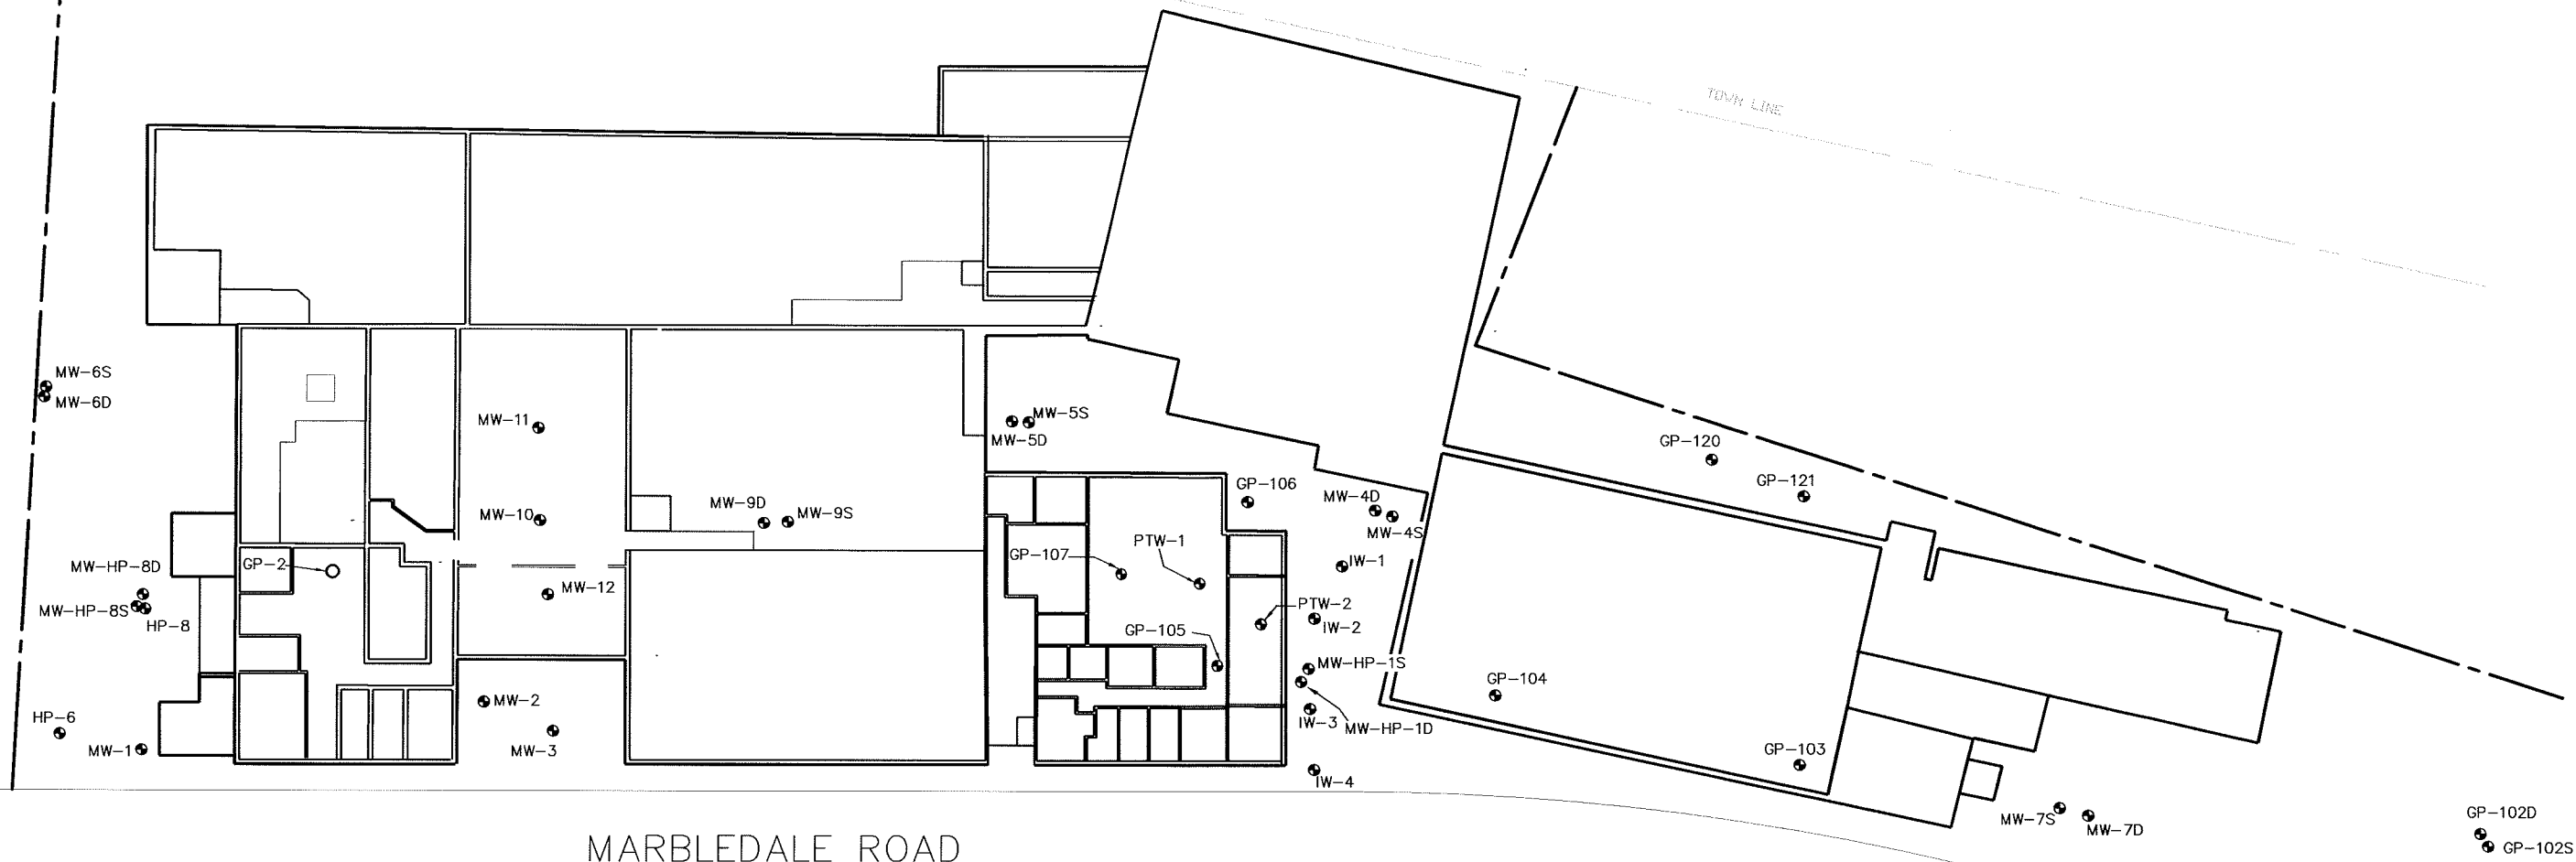 TOWN LINE
MW-6S
MW-6D
MW-11
MW-5S
MW-5D
GP-120
GP-121
GP-106
MW-4D
MW-4S
MW-10
MW-9D
MW-9S
PTW-1
GP-107
IW-1
MW-HP-8D
GP-2
MW-HP-8S
HP-8
MW-12
PTW-2
IW-2
GP-105
MW-HP-1S
GP-104
MW-2
HP-6
MW-1
MW-3
IW-3
MW-HP-1D
GP-103
IW-4
MW-7S
MW-7D
GP-102D
GP-102S
MARBLEDALE ROAD